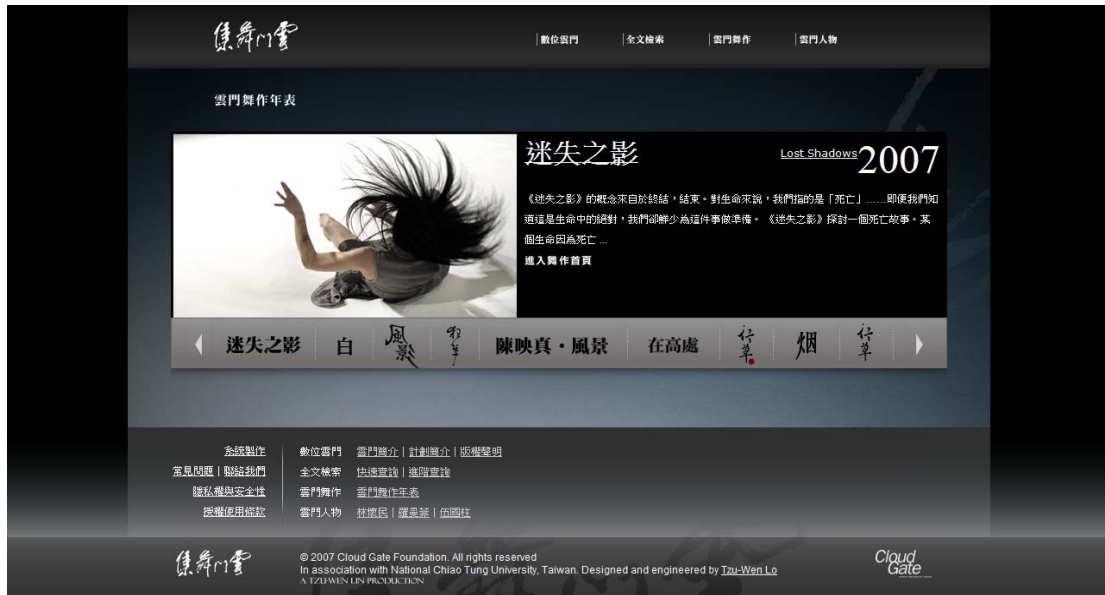 集舞門雲
數位雲門 全文檢索 雲門舞作 雲門人物
雲門舞作年表
迷失之影
Lost Shadows
2007
《迷失之影》的概念來自於終結，結束。對生命來說，我們指的是「死亡」……即便我們知
道這是生命中的絕對，我們卻鮮少為這件事做準備。《迷失之影》探討一個死亡故事。某
個生命因為死亡 ...
進入舞作首頁
迷失之影 白 風影 狂草 陳映真・風景 在高處 行草 烟 行草
系統製作
常見問題 | 聯絡我們
隱私權與安全性
授權使用條款
數位雲門 雲門簡介 | 計劃簡介 | 版權聲明
全文檢索 快速查詢 | 進階查詢
雲門舞作 雲門舞作年表
雲門人物 林懷民 | 羅曼菲 | 伍國柱
集舞門雲
© 2007 Cloud Gate Foundation. All rights reserved
In association with National Chiao Tung University, Taiwan. Designed and engineered by Tzu-Wen Lo
A TZU-WEN LIN PRODUCTION
Cloud
Gate